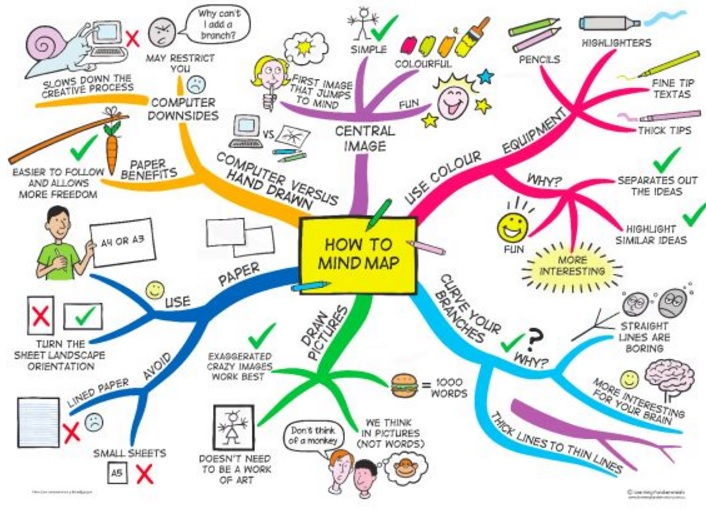 HOW TO
MIND MAP
CENTRAL
IMAGE
FIRST IMAGE
THAT JUMPS
TO MIND
SIMPLE
COLOURFUL
FUN
USE COLOUR
EQUIPMENT
PENCILS
HIGHLIGHTERS
FINE TIP
TEXTAS
THICK TIPS
WHY?
SEPARATES OUT
THE IDEAS
HIGHLIGHT
SIMILAR IDEAS
MORE
INTERESTING
FUN
CURVE YOUR
BRANCHES
?
WHY?
STRAIGHT
LINES ARE
BORING
MORE INTERESTING
FOR YOUR BRAIN
THICK LINES TO THIN LINES
DRAW
PICTURES
= 1000
WORDS
WE THINK
IN PICTURES
(NOT WORDS)
Don't think
of a monkey
DOESN'T NEED
TO BE A WORK
OF ART
EXAGGERATED
CRAZY IMAGES
WORK BEST
PAPER
USE
A4 OR A3
TURN THE
SHEET LANDSCAPE
ORIENTATION
AVOID
LINED PAPER
SMALL SHEETS
A5
COMPUTER VERSUS
HAND DRAWN
VS
PAPER
BENEFITS
EASIER TO FOLLOW
AND ALLOWS
MORE FREEDOM
COMPUTER
DOWNSIDES
SLOWS DOWN THE
CREATIVE PROCESS
MAY RESTRICT
YOU
Why can't
I add a
branch?